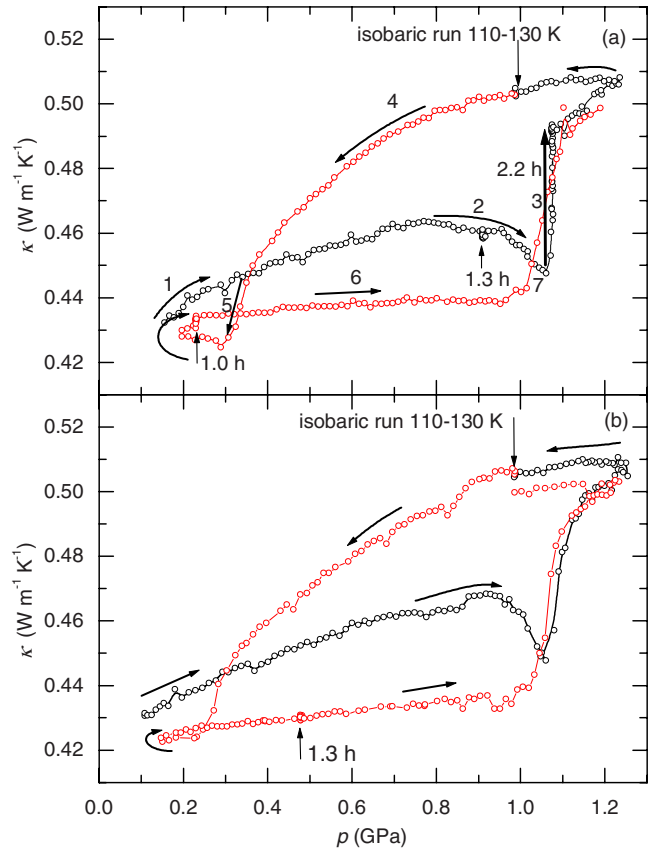 isobaric run 110-130 K
(a)
0.52
0.50
0.48
0.46
0.44
0.42
κ (W m⁻¹ K⁻¹)
4
2.2 h
3
2
1
1.3 h
5
6
7
1.0 h
isobaric run 110-130 K
(b)
0.52
0.50
0.48
0.46
0.44
0.42
κ (W m⁻¹ K⁻¹)
1.3 h
0.0 0.2 0.4 0.6 0.8 1.0 1.2
p (GPa)